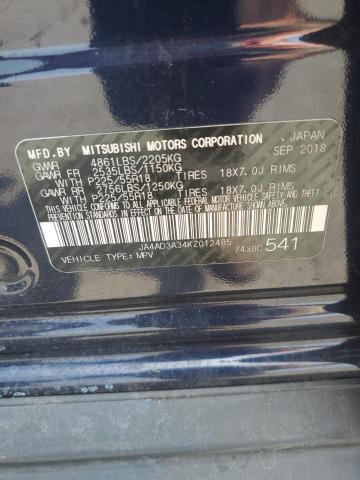 MFD.BY MITSUBISHI MOTORS CORPORATION , JAPAN
GVWR 4861LBS/2205KG SEP 2018
GAWR FR 2535LBS/1150KG
WITH P225/55R18 TIRES 18X7.0J RIMS
GAWR RR 2756LBS/1250KG
WITH P225/55R18 TIRES 18X7.0J RIMS
THIS VEHICLE CONFORMS TO ALL APPLICABLE FEDERAL MOTOR VEHICLE SAFETY AND
THEFT PREVENTION STANDARDS IN EFFECT ON THE DATE OF MANUFACTURE SHOWN ABOVE.
JA4AD3A34KZ012485 7430C 541
VEHICLE TYPE: MPV